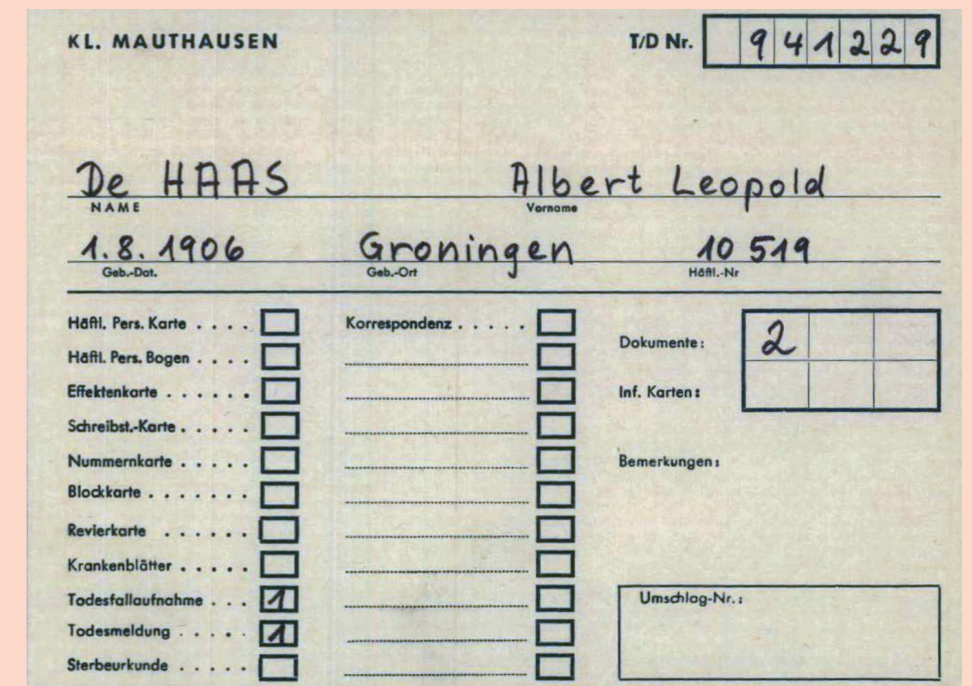 KL. MAUTHAUSEN T/D Nr. 941229
De HAAS Albert Leopold
NAME Vorname
1.8.1906 Groningen 10 519
Geb.-Dat. Geb.-Ort Häftl.-Nr
Häftl. Pers. Karte . . . .
Häftl. Pers. Bogen . . . .
Effektenkarte . . . . . .
Schreibst.-Karte . . . . .
Nummernkarte . . . . .
Blockkarte . . . . . . .
Revierkarte . . . . . .
Krankenblätter . . . . .
Todesfallaufnahme . . . 1
Todesmeldung . . . . . 1
Sterbeurkunde . . . . .
Korrespondenz . . . . .
Dokumente: 2
Inf. Karten:
Bemerkungen:
Umschlag-Nr.: